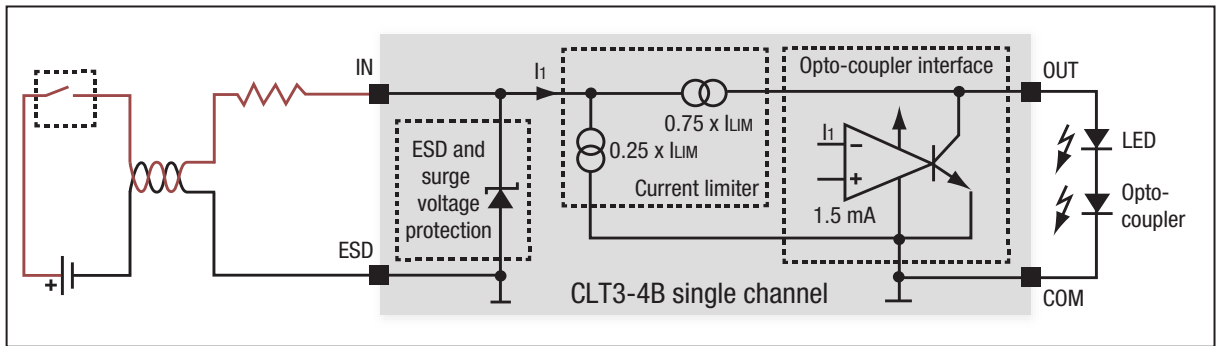 IN
I1
Opto-coupler interface
OUT
0.75 x ILIM
0.25 x ILIM
Current limiter
ESD and
surge
voltage
protection
I1
−
+
1.5 mA
LED
Opto-
coupler
ESD
+
CLT3-4B single channel
COM